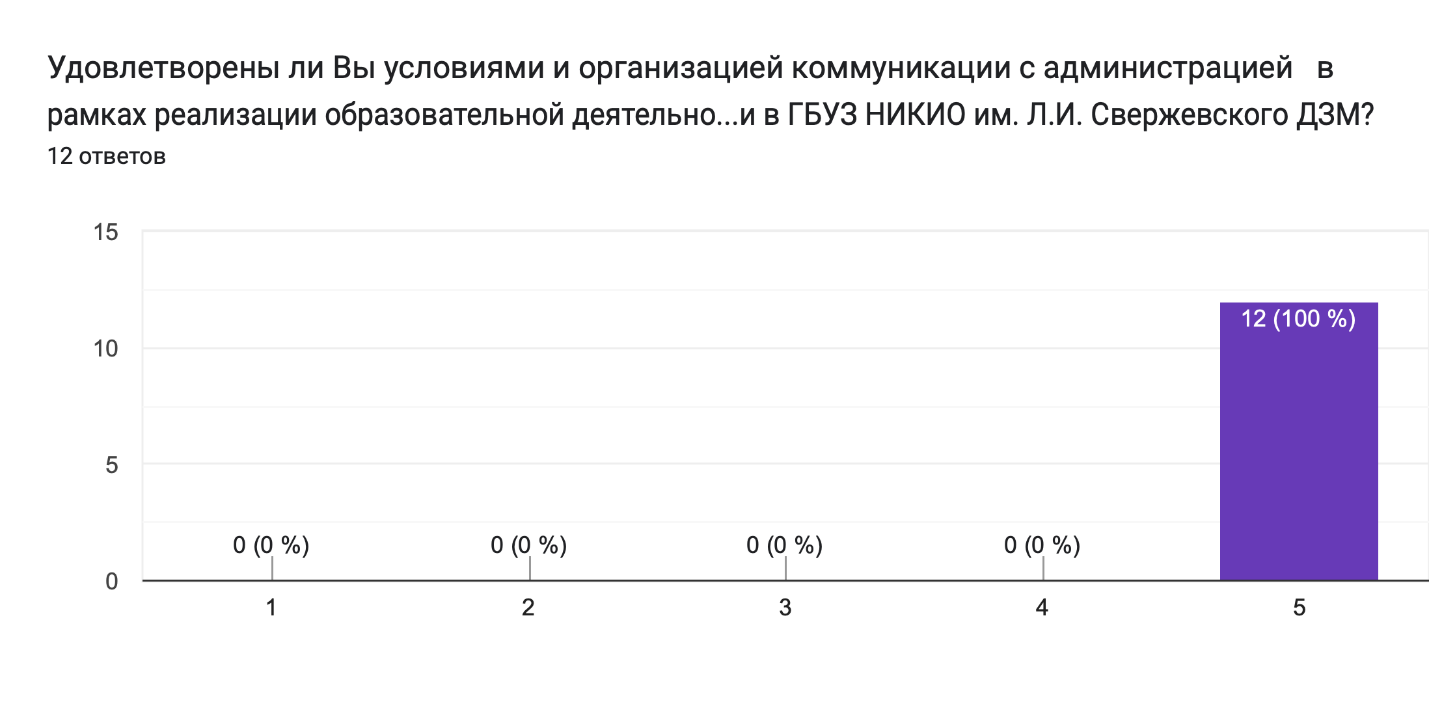 Удовлетворены ли Вы условиями и организацией коммуникации с администрацией   в
рамках реализации образовательной деятельно...и в ГБУЗ НИКИО им. Л.И. Свержевского ДЗМ?
12 ответов
15
10
5
0
0 (0 %)
0 (0 %)
0 (0 %)
0 (0 %)
12 (100 %)
1
2
3
4
5